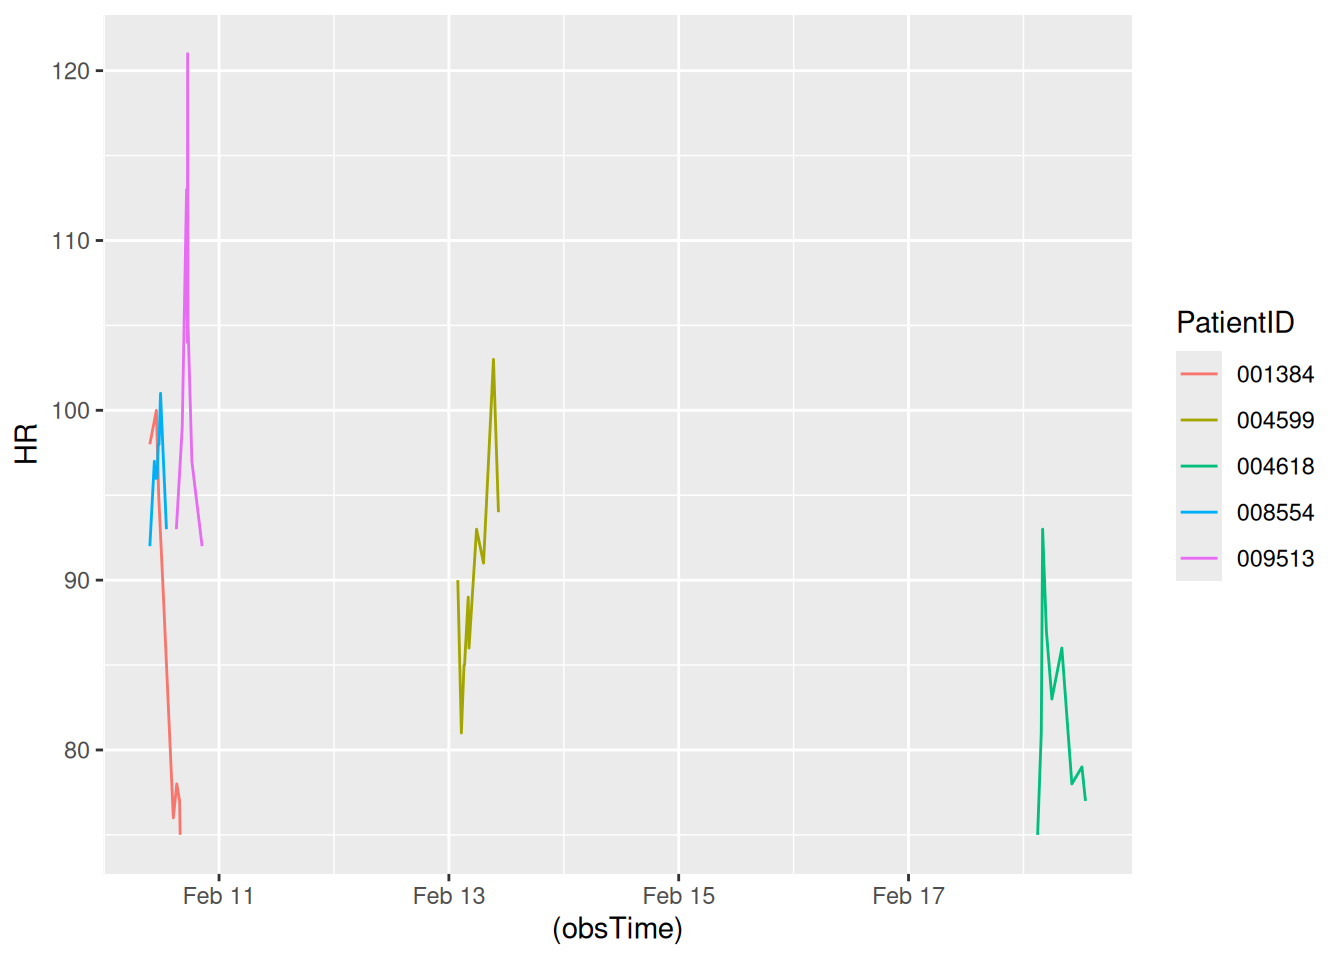 120
110
100
90
80
HR
Feb 11
Feb 13
Feb 15
Feb 17
(obsTime)
PatientID
001384
004599
004618
008554
009513